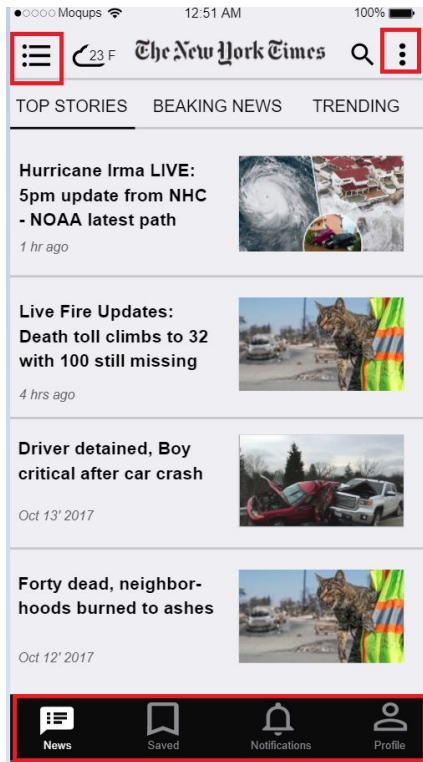 Moqups 12:51 AM 100%
23 F The New York Times
TOP STORIES BEAKING NEWS TRENDING
Hurricane Irma LIVE:
5pm update from NHC
- NOAA latest path
1 hr ago
Live Fire Updates:
Death toll climbs to 32
with 100 still missing
4 hrs ago
Driver detained, Boy
critical after car crash
Oct 13' 2017
Forty dead, neighbor-
hoods burned to ashes
Oct 12' 2017
News Saved Notifications Profile